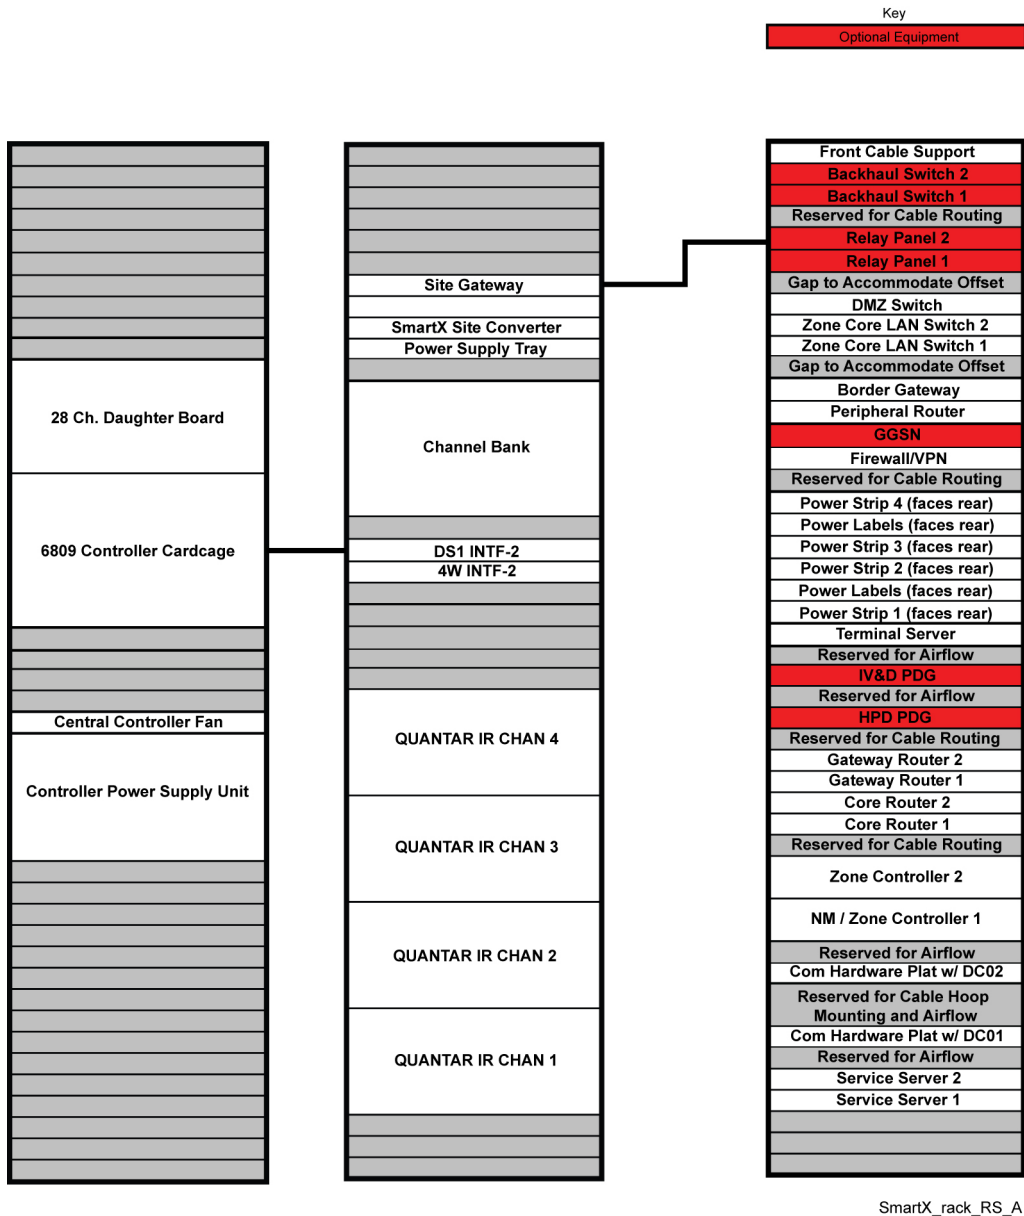 Key
Optional Equipment
28 Ch. Daughter Board
6809 Controller Cardcage
Central Controller Fan
Controller Power Supply Unit
Site Gateway
SmartX Site Converter
Power Supply Tray
Channel Bank
DS1 INTF-2
4W INTF-2
QUANTAR IR CHAN 4
QUANTAR IR CHAN 3
QUANTAR IR CHAN 2
QUANTAR IR CHAN 1
Front Cable Support
Backhaul Switch 2
Backhaul Switch 1
Reserved for Cable Routing
Relay Panel 2
Relay Panel 1
Gap to Accommodate Offset
DMZ Switch
Zone Core LAN Switch 2
Zone Core LAN Switch 1
Gap to Accommodate Offset
Border Gateway
Peripheral Router
GGSN
Firewall/VPN
Reserved for Cable Routing
Power Strip 4 (faces rear)
Power Labels (faces rear)
Power Strip 3 (faces rear)
Power Strip 2 (faces rear)
Power Labels (faces rear)
Power Strip 1 (faces rear)
Terminal Server
Reserved for Airflow
IV&D PDG
Reserved for Airflow
HPD PDG
Reserved for Cable Routing
Gateway Router 2
Gateway Router 1
Core Router 2
Core Router 1
Reserved for Cable Routing
Zone Controller 2
NM / Zone Controller 1
Reserved for Airflow
Com Hardware Plat w/ DC02
Reserved for Cable Hoop
Mounting and Airflow
Com Hardware Plat w/ DC01
Reserved for Airflow
Service Server 2
Service Server 1
SmartX_rack_RS_A